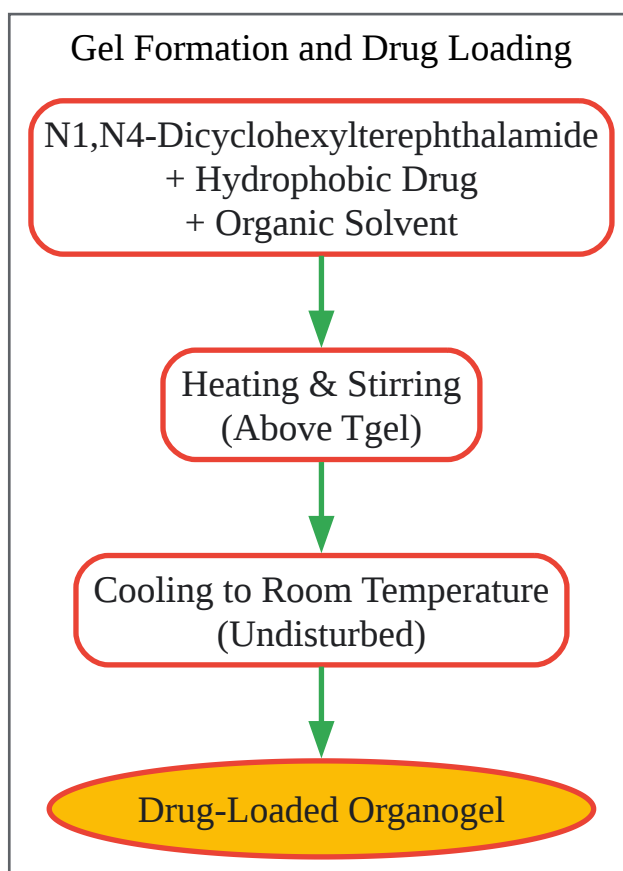 Gel Formation and Drug Loading
N1,N4-Dicyclohexylterephthalamide
+ Hydrophobic Drug
+ Organic Solvent
Heating & Stirring
(Above Tgel)
Cooling to Room Temperature
(Undisturbed)
Drug-Loaded Organogel